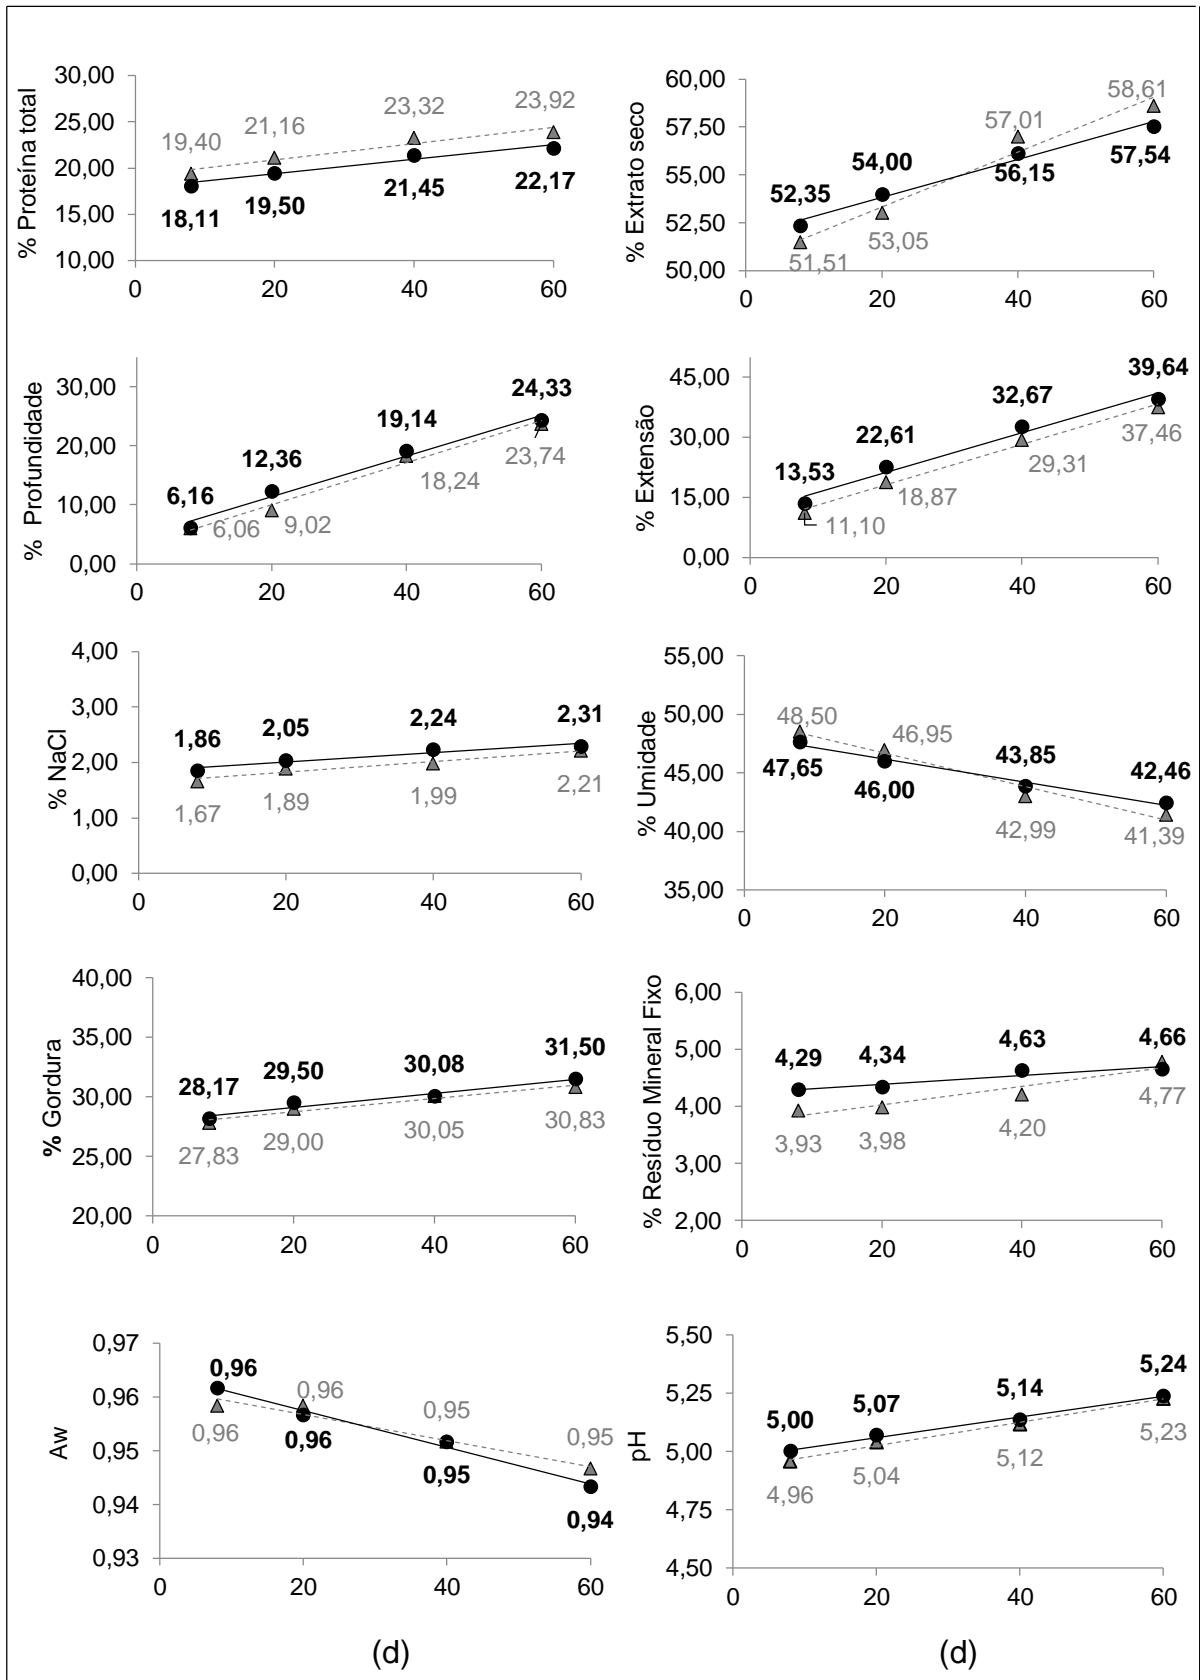 % Proteína total
30,00
25,00
20,00
15,00
10,00
19,40 21,16 23,32 23,92
18,11 19,50 21,45 22,17
0 20 40 60
% Extrato seco
60,00
57,50
55,00
52,50
50,00
52,35 54,00 57,01 58,61
51,51 53,05 56,15 57,54
0 20 40 60
% Profundidade
30,00
20,00
10,00
0,00
6,16 12,36 19,14 24,33
6,06 9,02 18,24 23,74
0 20 40 60
% Extensão
45,00
30,00
15,00
0,00
13,53 22,61 32,67 39,64
11,10 18,87 29,31 37,46
0 20 40 60
% NaCl
4,00
3,00
2,00
1,00
0,00
1,86 2,05 2,24 2,31
1,67 1,89 1,99 2,21
0 20 40 60
% Umidade
55,00
50,00
45,00
40,00
35,00
48,50 46,95 43,85 42,46
47,65 46,00 42,99 41,39
0 20 40 60
% Gordura
40,00
35,00
30,00
25,00
20,00
28,17 29,50 30,08 31,50
27,83 29,00 30,05 30,83
0 20 40 60
% Resíduo Mineral Fixo
6,00
5,00
4,00
3,00
2,00
4,29 4,34 4,63 4,66
3,93 3,98 4,20 4,77
0 20 40 60
Aw
0,97
0,96
0,95
0,94
0,93
0,96 0,96 0,95 0,95
0,96 0,96 0,95 0,94
0 20 40 60
(d)
pH
5,50
5,25
5,00
4,75
4,50
5,00 5,07 5,14 5,24
4,96 5,04 5,12 5,23
0 20 40 60
(d)